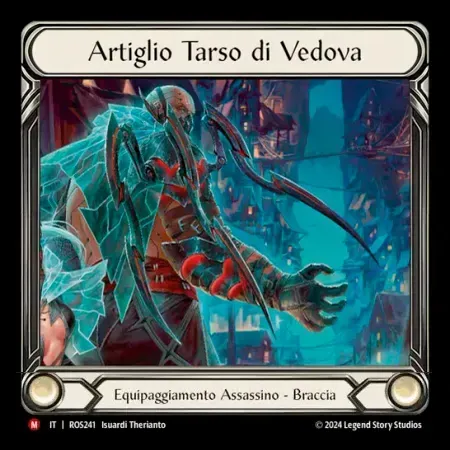 Artiglio Tarso di Vedova
Equipaggiamento Assassino - Braccia
M IT | ROS241 Isuardi Therianto © 2024 Legend Story Studios